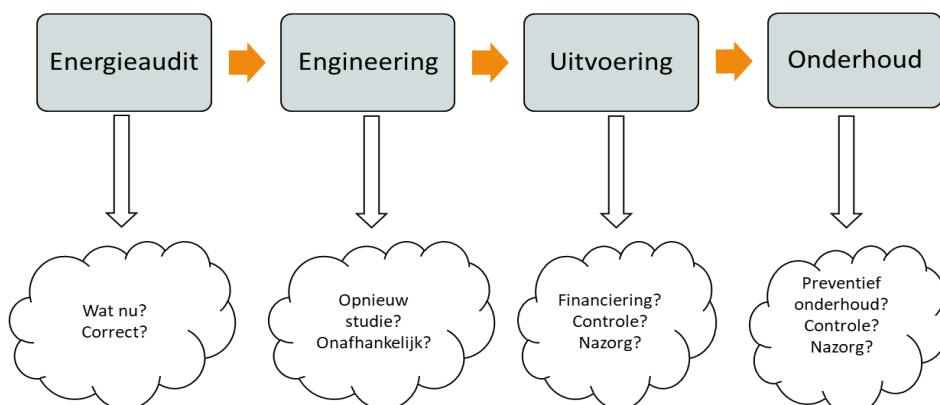 Energieaudit
Engineering
Uitvoering
Onderhoud
Wat nu?
Correct?
Opnieuw
studie?
Onafhankelijk?
Financiering?
Controle?
Nazorg?
Preventief
onderhoud?
Controle?
Nazorg?